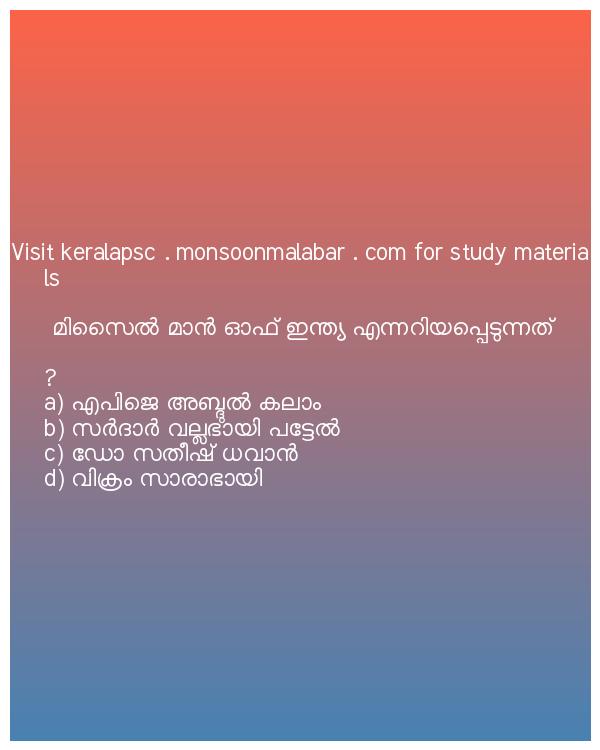 Visit keralapsc . monsoonmalabar . com for study materia
ls
മിസൈൽ മാൻ ഓഫ് ഇന്ത്യ എന്നറിയപ്പെടുന്നത്
?
a) എപിജെ അബ്ദുൽ കലാം
b) സർദാർ വല്ലഭായി പട്ടേൽ
c) ഡോ സതീഷ് ധവാൻ
d) വിക്രം സാരാഭായി